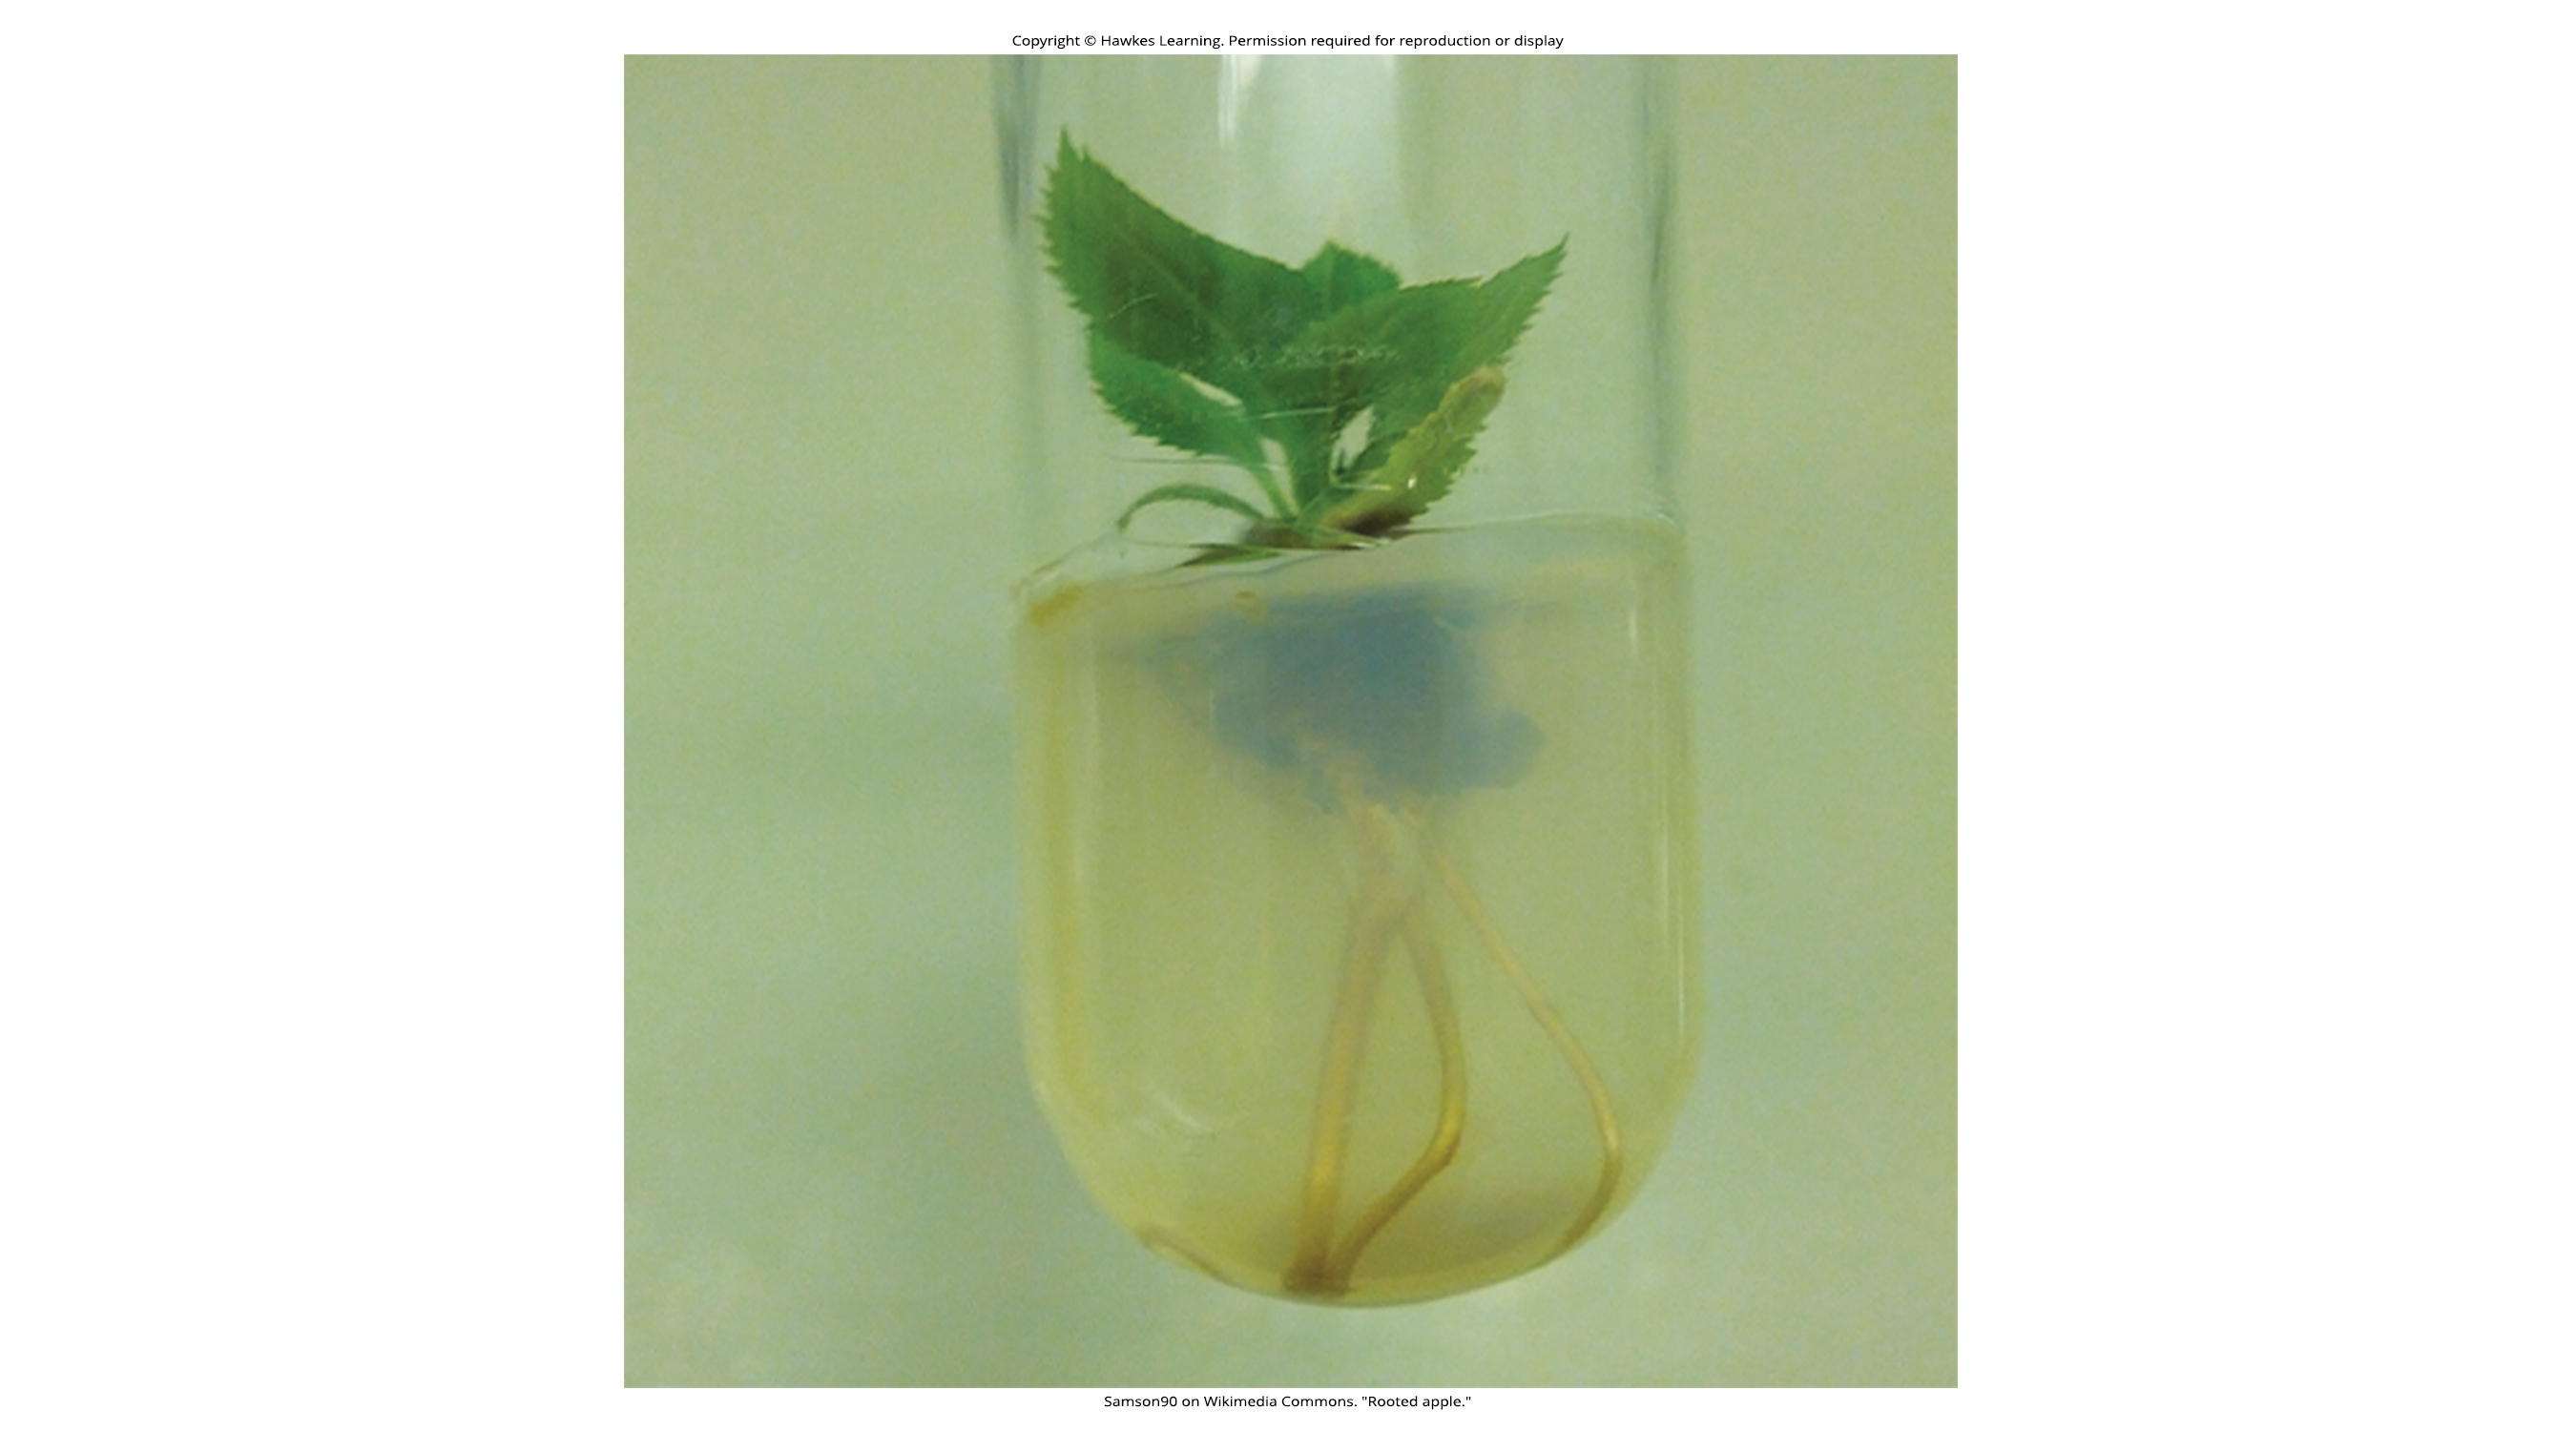 Copyright © Hawkes Learning. Permission required for reproduction or display
Samson90 on Wikimedia Commons. "Rooted apple."